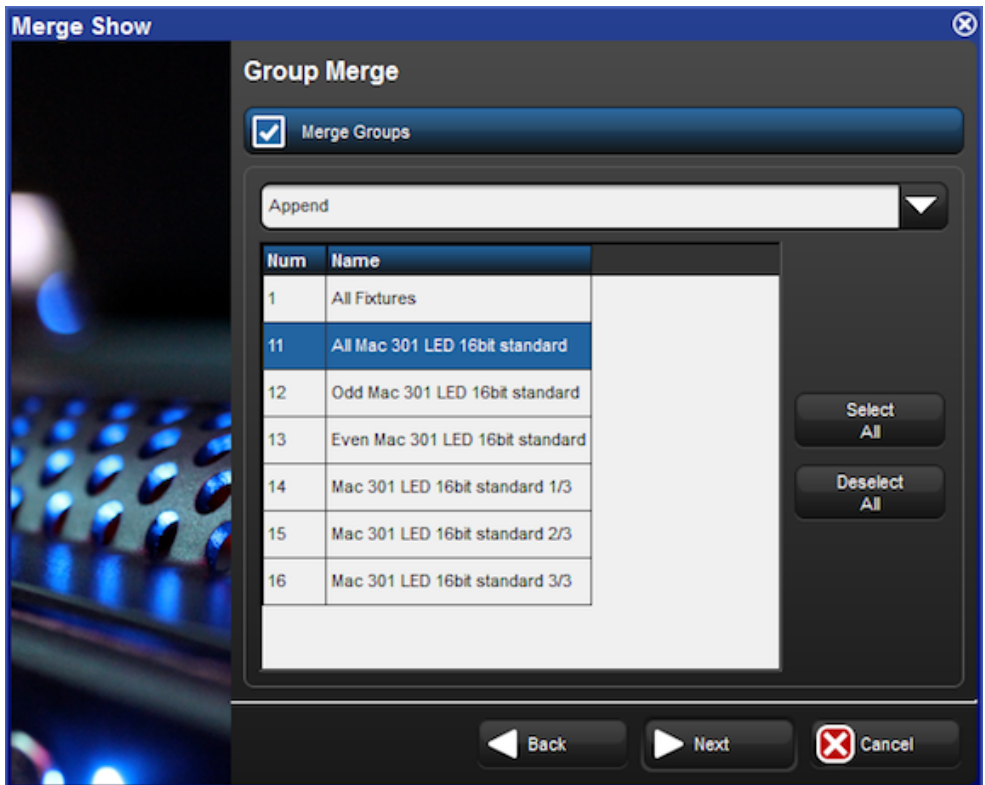 Merge Show
Group Merge
Merge Groups
Append
Num Name
1 All Fixtures
11 All Mac 301 LED 16bit standard
12 Odd Mac 301 LED 16bit standard
13 Even Mac 301 LED 16bit standard
14 Mac 301 LED 16bit standard 1/3
15 Mac 301 LED 16bit standard 2/3
16 Mac 301 LED 16bit standard 3/3
Select
All
Deselect
All
Back Next Cancel